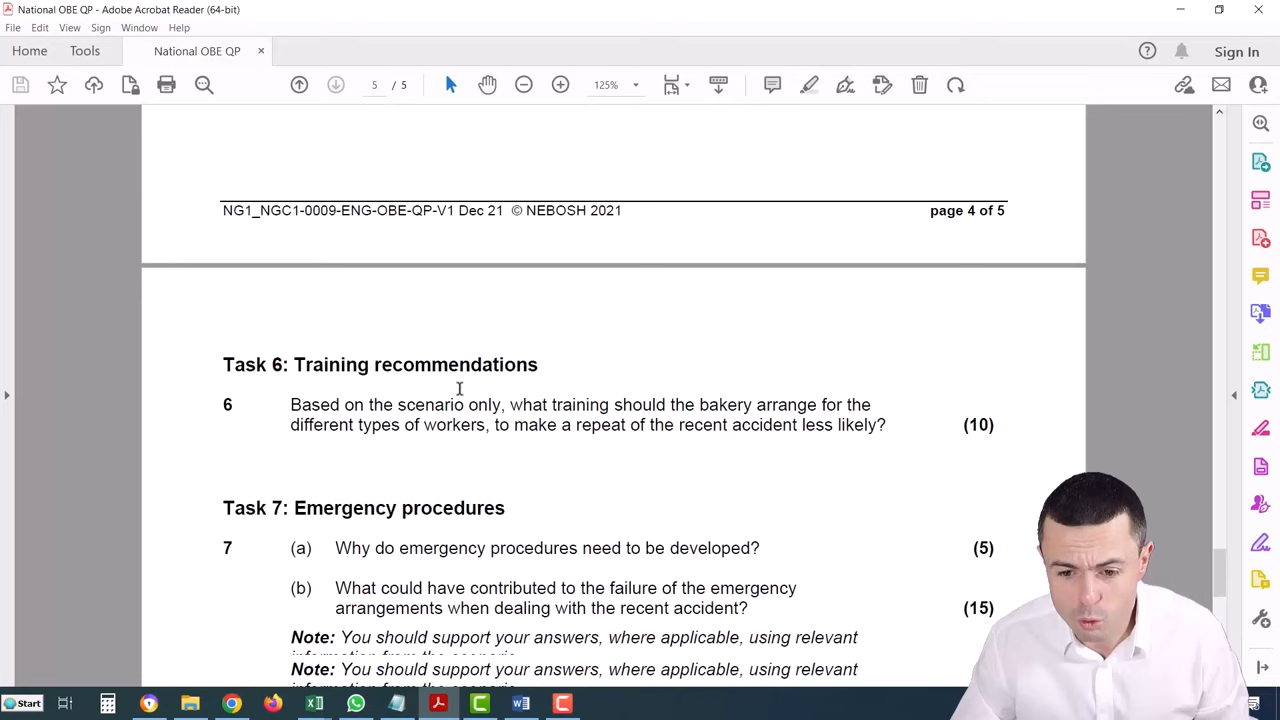 National OBE QP - Adobe Acrobat Reader (64-bit)
File Edit View Sign Window Help
Home Tools National OBE QP × Sign In
5 / 5 125%
NG1_NGC1-0009-ENG-OBE-QP-V1 Dec 21 © NEBOSH 2021 page 4 of 5
Task 6: Training recommendations
6 Based on the scenario only, what training should the bakery arrange for the
different types of workers, to make a repeat of the recent accident less likely? (10)
Task 7: Emergency procedures
7 (a) Why do emergency procedures need to be developed? (5)
(b) What could have contributed to the failure of the emergency
arrangements when dealing with the recent accident? (15)
Note: You should support your answers, where applicable, using relevant
Note: You should support your answers, where applicable, using relevant
Start